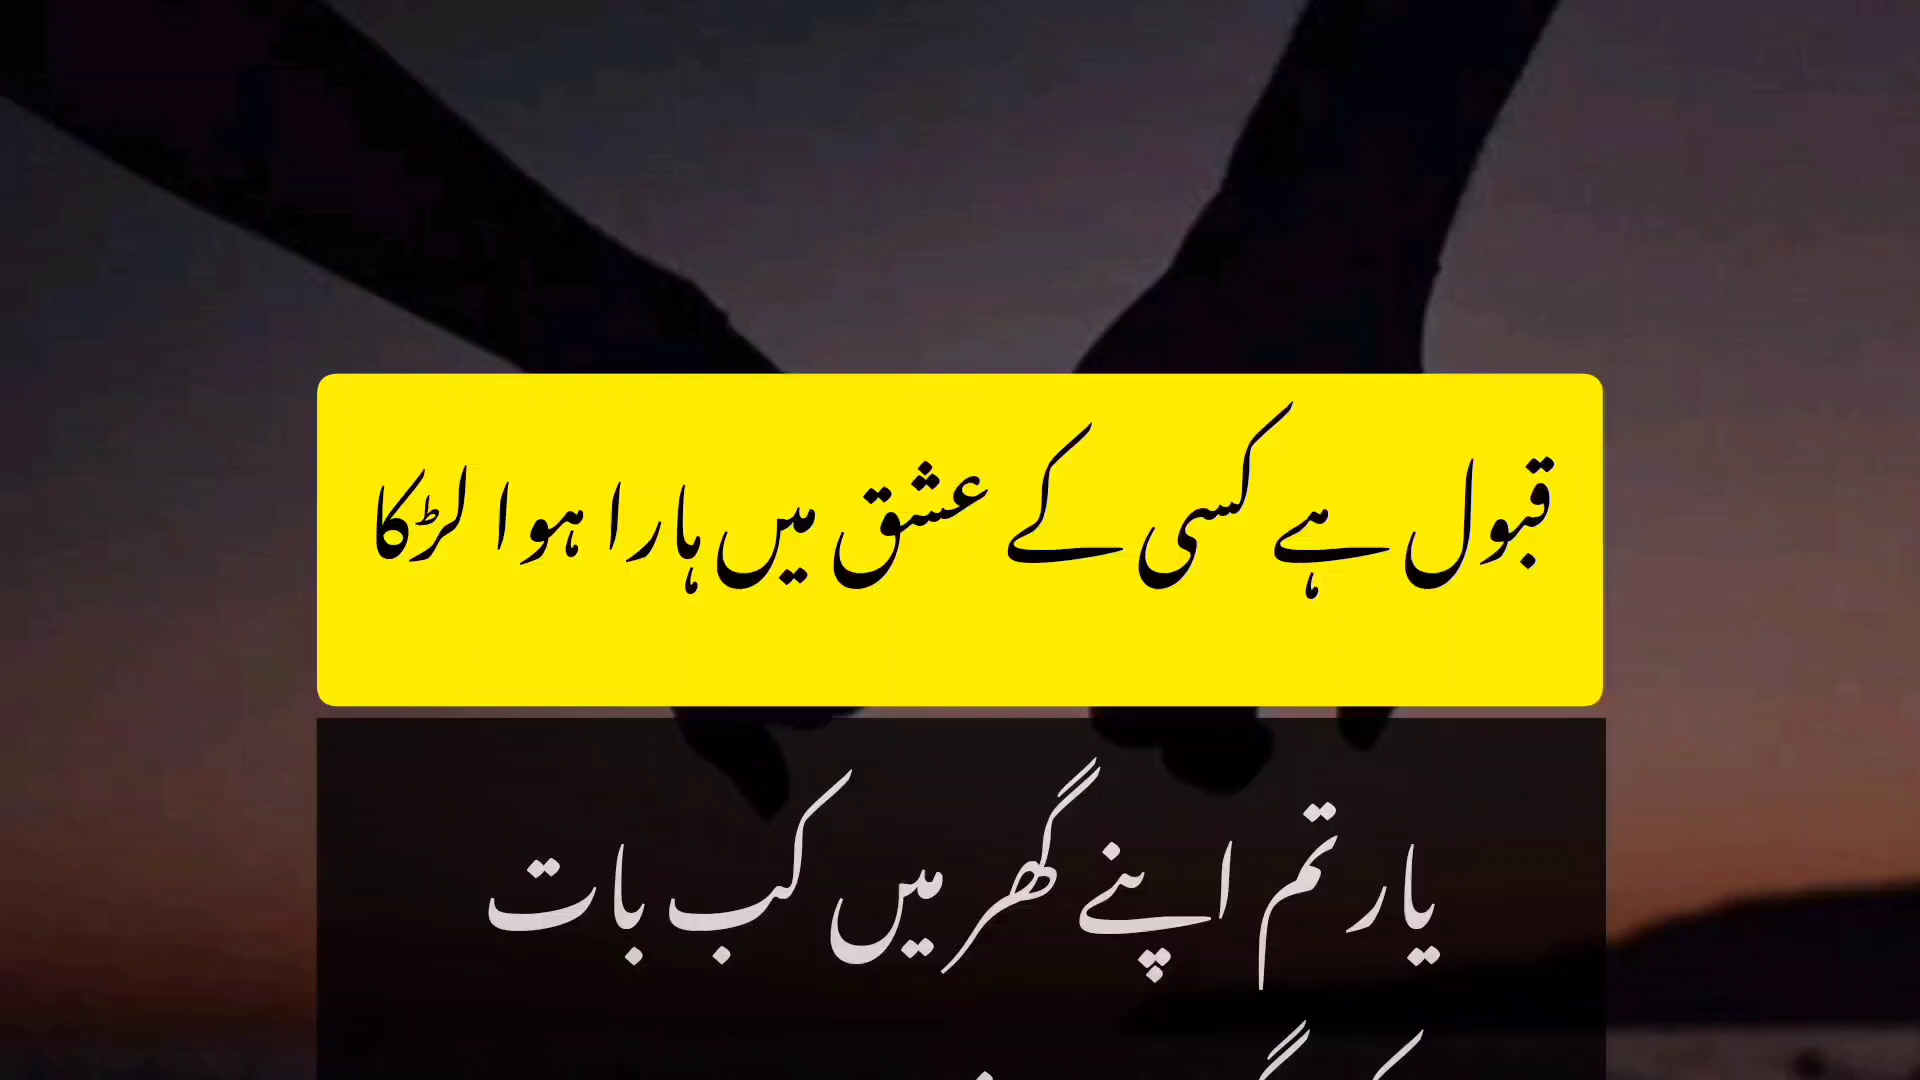 قبول ہے کسی کے عشق میں ہارا ہوا لڑکا
یار تم اپنے گھر میں کب بات